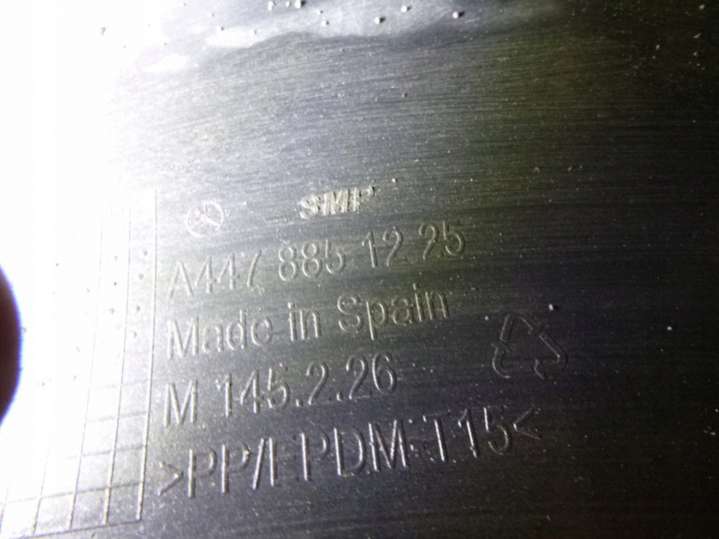 SMP
A447 885 12 25
Made in Spain
M 145.2.26
>PP/EPDM-T15<